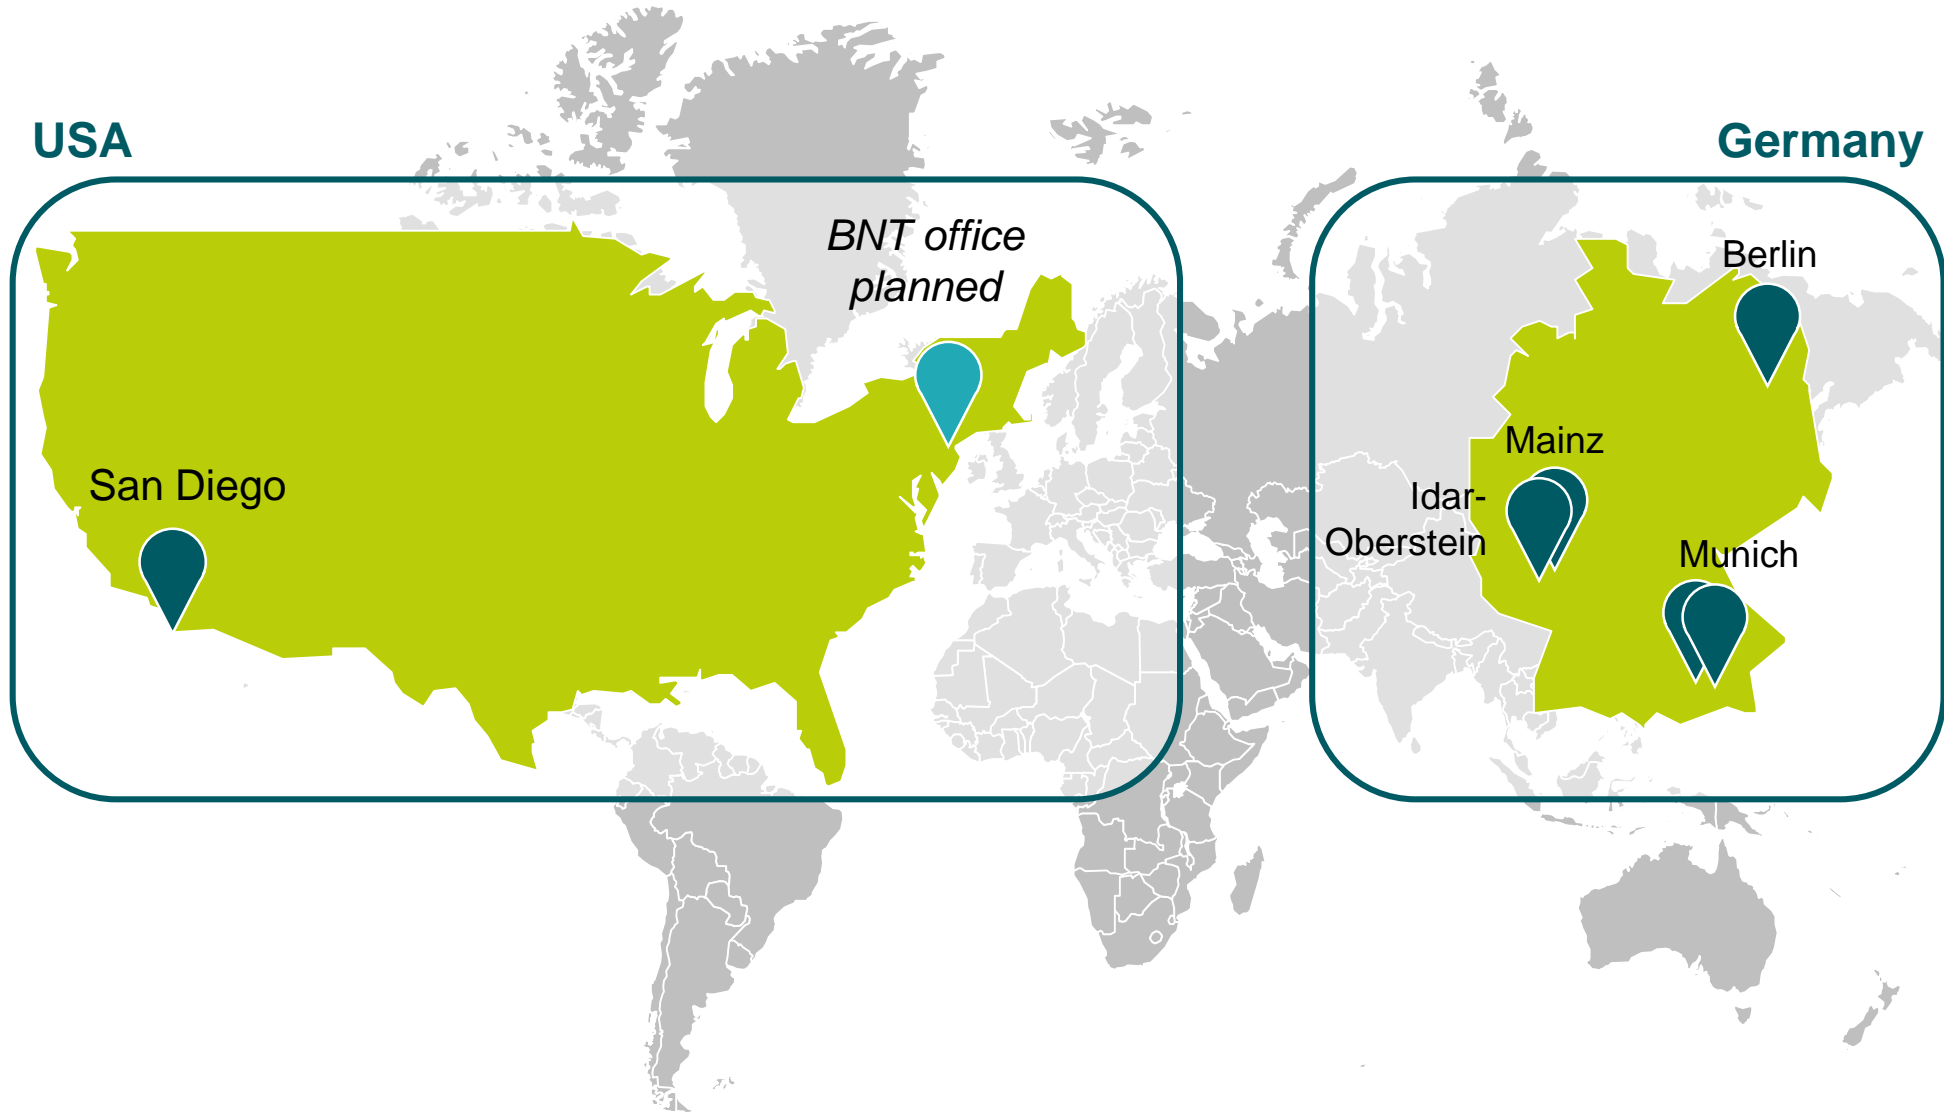 USA
Germany
BNT office
planned
San Diego
Berlin
Mainz
Idar-
Oberstein
Munich